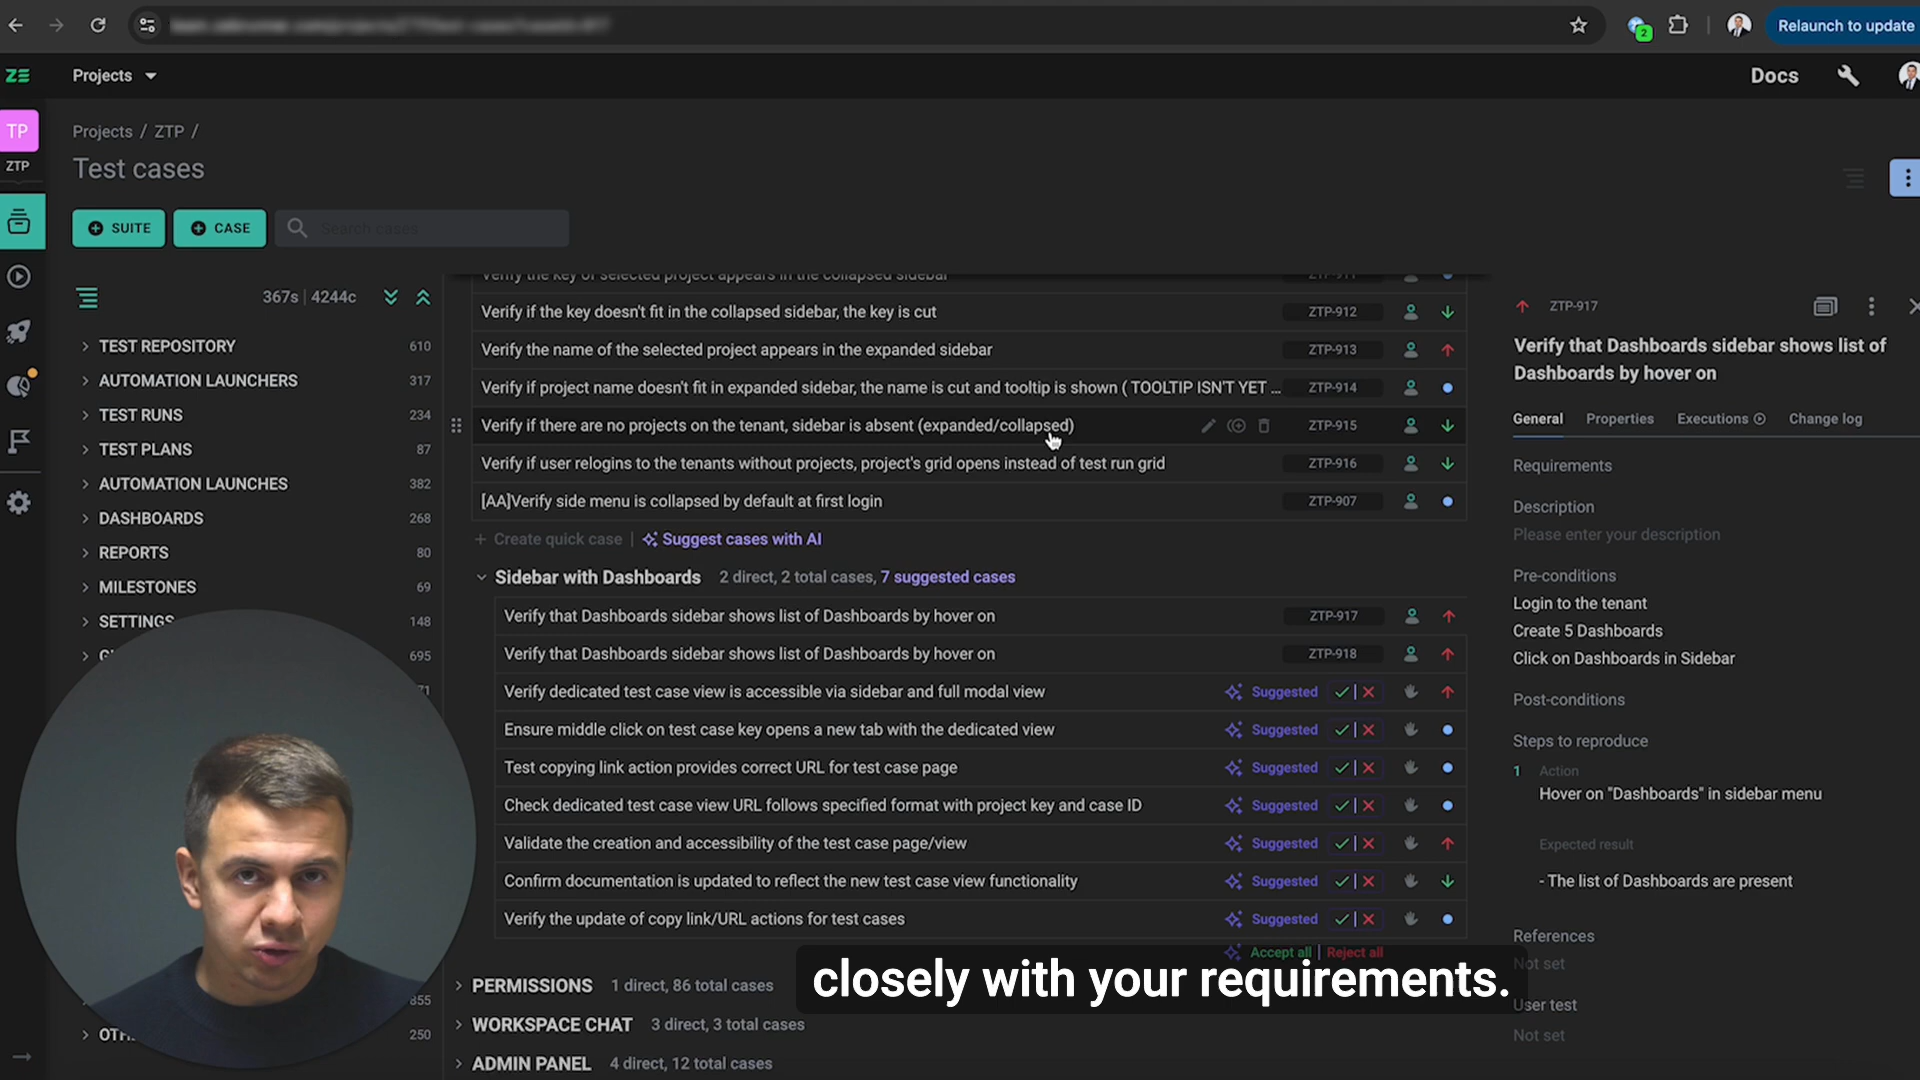 Relaunch to update
Projects
Docs
TP
ZTP
Projects / ZTP /
Test cases
SUITE
CASE
Search cases
367s | 4244c
TEST REPOSITORY 610
AUTOMATION LAUNCHERS 317
TEST RUNS 234
TEST PLANS 87
AUTOMATION LAUNCHES 382
DASHBOARDS 268
REPORTS 80
MILESTONES 69
SETTINGS 148
695
71
855
250
Verify the key of selected project appears in the collapsed sidebar ZTP-911
Verify if the key doesn't fit in the collapsed sidebar, the key is cut ZTP-912
Verify the name of the selected project appears in the expanded sidebar ZTP-913
Verify if project name doesn't fit in expanded sidebar, the name is cut and tooltip is shown ( TOOLTIP ISN'T YET ... ZTP-914
Verify if there are no projects on the tenant, sidebar is absent (expanded/collapsed) ZTP-915
Verify if user relogins to the tenants without projects, project's grid opens instead of test run grid ZTP-916
[AA]Verify side menu is collapsed by default at first login ZTP-907
+ Create quick case | Suggest cases with AI
Sidebar with Dashboards 2 direct, 2 total cases, 7 suggested cases
Verify that Dashboards sidebar shows list of Dashboards by hover on ZTP-917
Verify that Dashboards sidebar shows list of Dashboards by hover on ZTP-918
Verify dedicated test case view is accessible via sidebar and full modal view Suggested
Ensure middle click on test case key opens a new tab with the dedicated view Suggested
Test copying link action provides correct URL for test case page Suggested
Check dedicated test case view URL follows specified format with project key and case ID Suggested
Validate the creation and accessibility of the test case page/view Suggested
Confirm documentation is updated to reflect the new test case view functionality Suggested
Verify the update of copy link/URL actions for test cases Suggested
Accept all | Reject all
PERMISSIONS 1 direct, 86 total cases
WORKSPACE CHAT 3 direct, 3 total cases
ADMIN PANEL 4 direct, 12 total cases
closely with your requirements.
ZTP-917
Verify that Dashboards sidebar shows list of
Dashboards by hover on
General Properties Executions Change log
Requirements
Description
Please enter your description
Pre-conditions
Login to the tenant
Create 5 Dashboards
Click on Dashboards in Sidebar
Post-conditions
Steps to reproduce
1 Action
Hover on "Dashboards" in sidebar menu
Expected result
- The list of Dashboards are present
References
Not set
User test
Not set